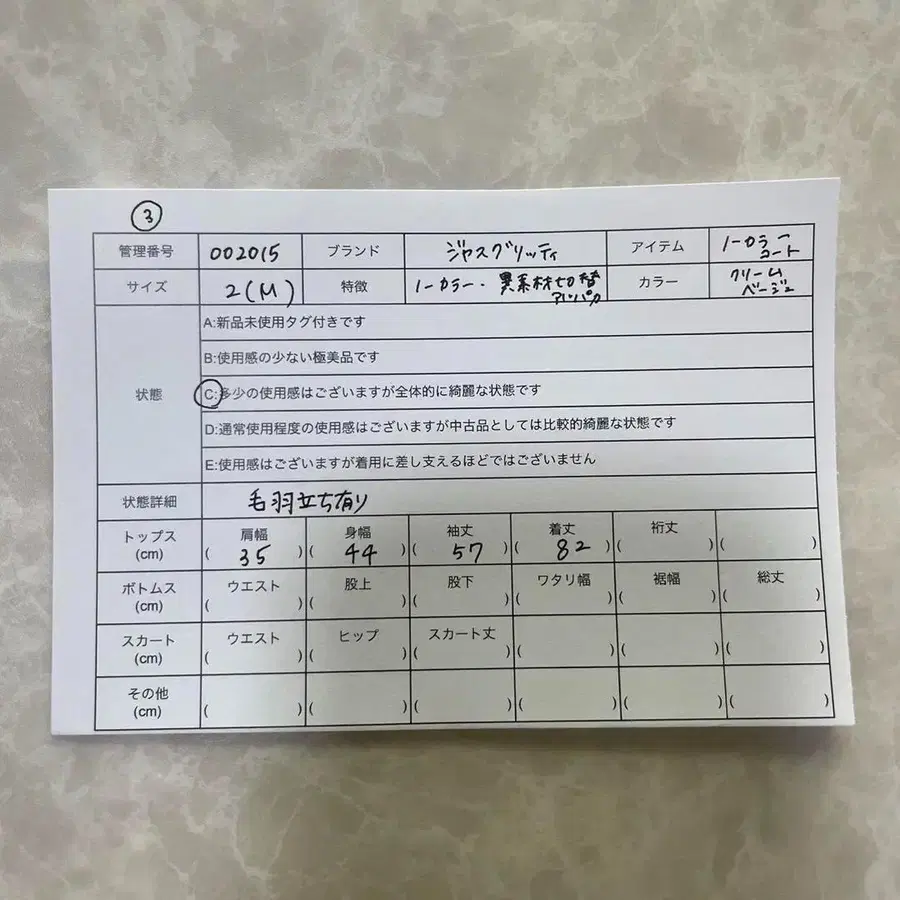 ③
管理番号 002015 ブランド ジャスグリッティ アイテム ノーカラーコート
サイズ 2(M) 特徴 ノーカラー・異素材切替 カラー クリームベージュ
状態
A:新品未使用タグ付きです
B:使用感の少ない極美品です
C:多少の使用感はございますが全体的に綺麗な状態です
D:通常使用程度の使用感はございますが中古品としては比較的綺麗な状態です
E:使用感はございますが着用に差し支えるほどではございません
状態詳細 毛羽立ち有り
トップス 肩幅 身幅 袖丈 着丈 裄丈
(cm) ( 35 ) ( 44 ) ( 57 ) ( 82 ) ( ) ( )
ボトムス ウエスト 股上 股下 ワタリ幅 裾幅 総丈
(cm) ( ) ( ) ( ) ( ) ( ) ( )
スカート ウエスト ヒップ スカート丈
(cm) ( ) ( ) ( ) ( ) ( ) ( )
その他
(cm) ( ) ( ) ( ) ( ) ( ) ( )